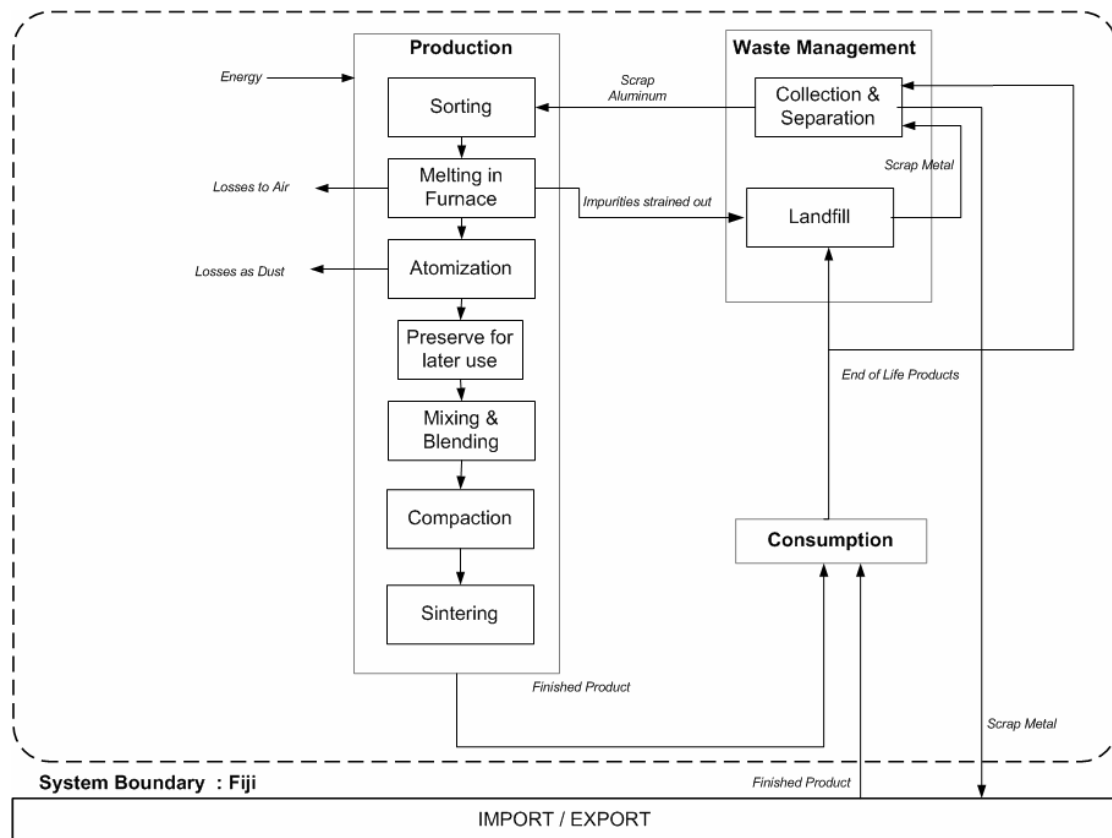 Production
Waste Management
Energy
Scrap
Aluminum
Sorting
Collection &
Separation
Losses to Air
Melting in
Furnace
Impurities strained out
Scrap Metal
Landfill
Losses as Dust
Atomization
Preserve for
later use
End of Life Products
Mixing &
Blending
Compaction
Consumption
Sintering
Finished Product
Scrap Metal
System Boundary : Fiji
Finished Product
IMPORT / EXPORT